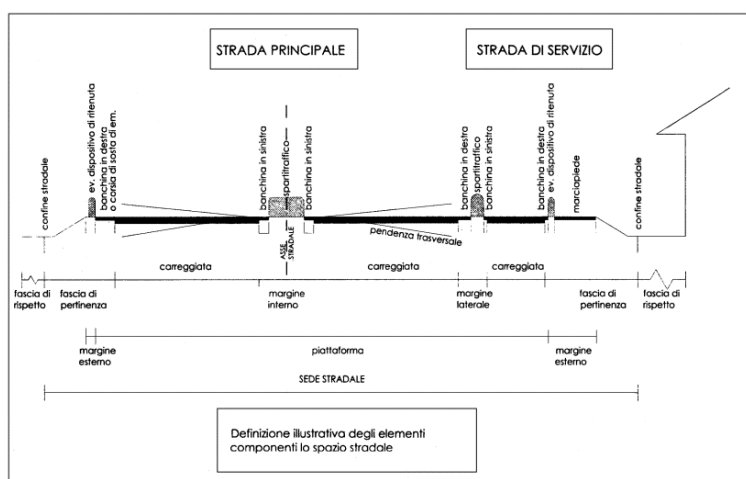 STRADA PRINCIPALE
STRADA DI SERVIZIO
confine stradale
ev. dispositivo di ritenuta
banchina in destra
o corsia di sosta di em.
banchina in sinistra
spartitraffico
banchina in sinistra
banchina in destra
spartitraffico
banchina in sinistra
banchina in destra
ev. dispositivo di ritenuta
marciapiede
confine stradale
pendenza trasversale
ASSE
STRADALE
carreggiata
carreggiata
carreggiata
fascia di
rispetto
fascia di
pertinenza
margine
interno
margine
laterale
fascia di
pertinenza
fascia di
rispetto
margine
esterno
piattaforma
margine
esterno
SEDE STRADALE
Definizione illustrativa degli elementi
componenti lo spazio stradale